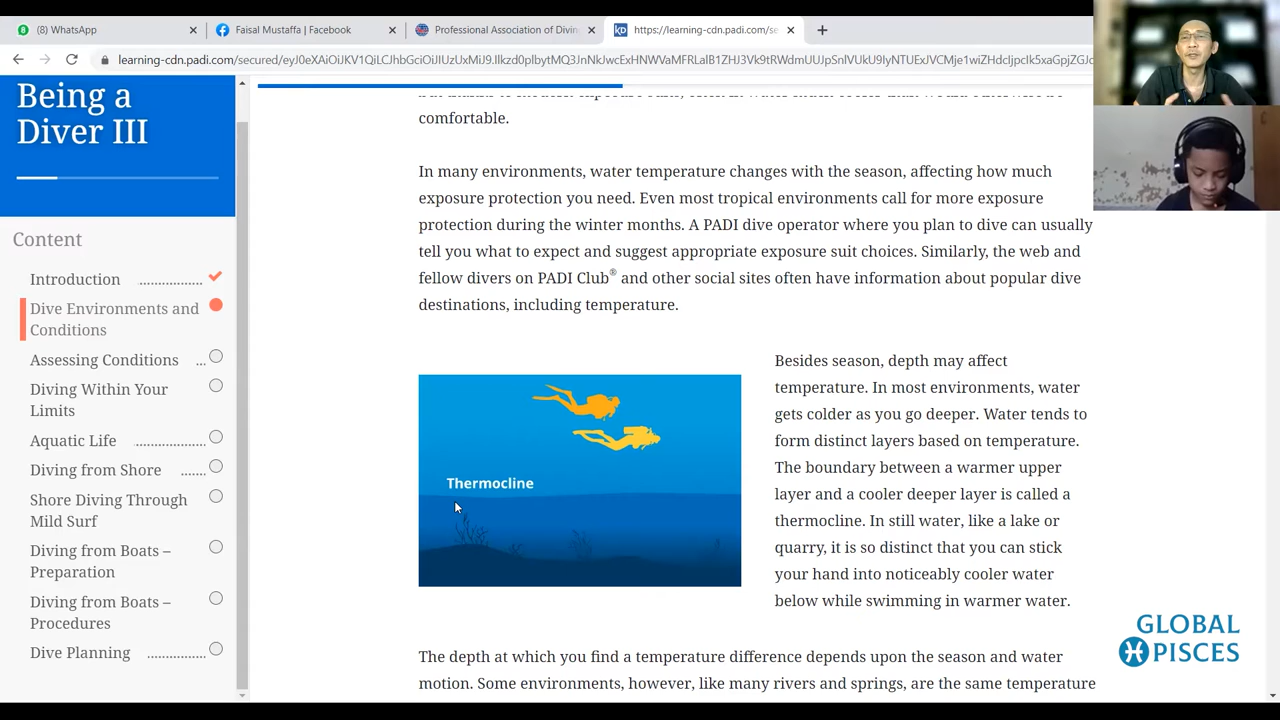 (8) WhatsApp
Faisal Mustaffa | Facebook
Professional Association of Divin
https://learning-cdn.padi.com/se
Being a
Diver III
Content
Introduction
Dive Environments and
Conditions
Assessing Conditions
Diving Within Your
Limits
Aquatic Life
Diving from Shore
Shore Diving Through
Mild Surf
Diving from Boats –
Preparation
Diving from Boats –
Procedures
Dive Planning
comfortable.
In many environments, water temperature changes with the season, affecting how much
exposure protection you need. Even most tropical environments call for more exposure
protection during the winter months. A PADI dive operator where you plan to dive can usually
tell you what to expect and suggest appropriate exposure suit choices. Similarly, the web and
fellow divers on PADI Club® and other social sites often have information about popular dive
destinations, including temperature.
Thermocline
Besides season, depth may affect
temperature. In most environments, water
gets colder as you go deeper. Water tends to
form distinct layers based on temperature.
The boundary between a warmer upper
layer and a cooler deeper layer is called a
thermocline. In still water, like a lake or
quarry, it is so distinct that you can stick
your hand into noticeably cooler water
below while swimming in warmer water.
The depth at which you find a temperature difference depends upon the season and water
motion. Some environments, however, like many rivers and springs, are the same temperature
GLOBAL
PISCES